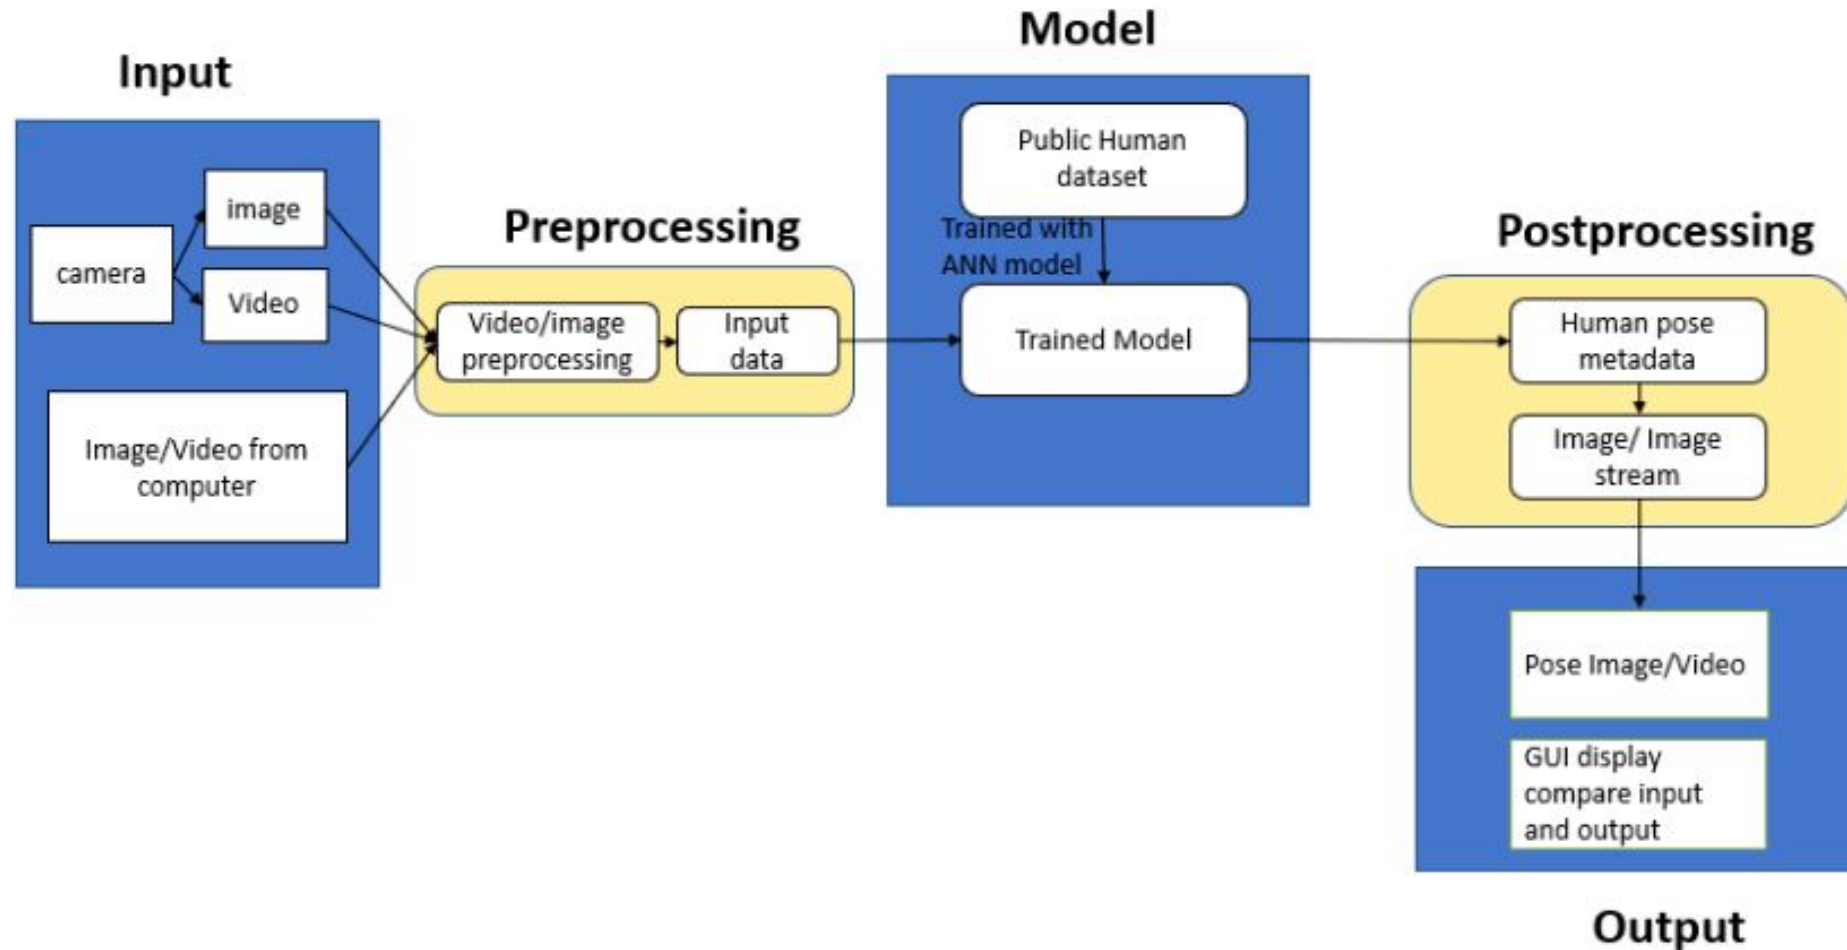 Input
camera
image
Video
Image/Video from
computer
Preprocessing
Video/image
preprocessing
Input
data
Model
Public Human
dataset
Trained with
ANN model
Trained Model
Postprocessing
Human pose
metadata
Image/ Image
stream
Pose Image/Video
GUI display
compare input
and output
Output